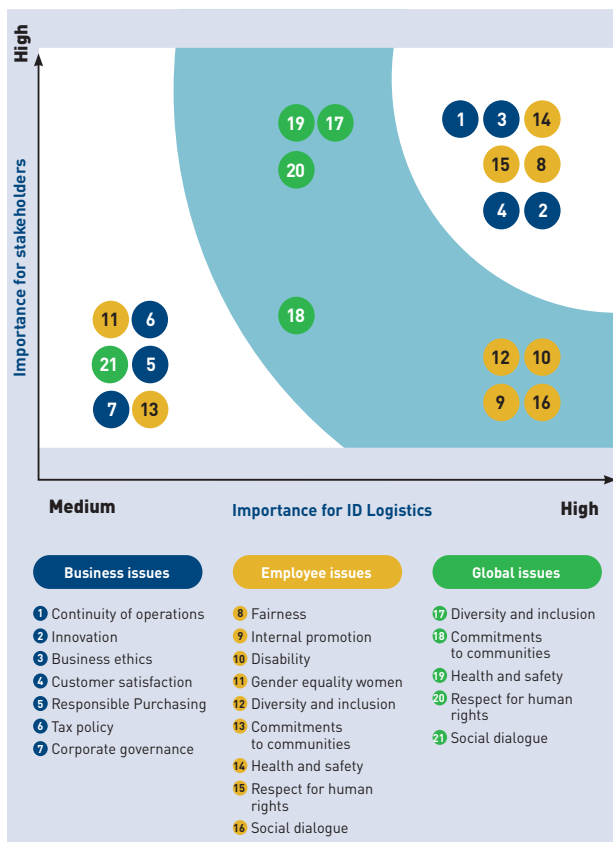 High
Importance for stakeholders
1 3 14
19 17
15 8
20
4 2
11 6
18
21 5
12 10
7 13
9 16
Medium
Importance for ID Logistics
High
Business issues
1 Continuity of operations
2 Innovation
3 Business ethics
4 Customer satisfaction
5 Responsible Purchasing
6 Tax policy
7 Corporate governance
Employee issues
8 Fairness
9 Internal promotion
10 Disability
11 Gender equality women
12 Diversity and inclusion
13 Commitments
to communities
14 Health and safety
15 Respect for human
rights
16 Social dialogue
Global issues
17 Diversity and inclusion
18 Commitments
to communities
19 Health and safety
20 Respect for human
rights
21 Social dialogue